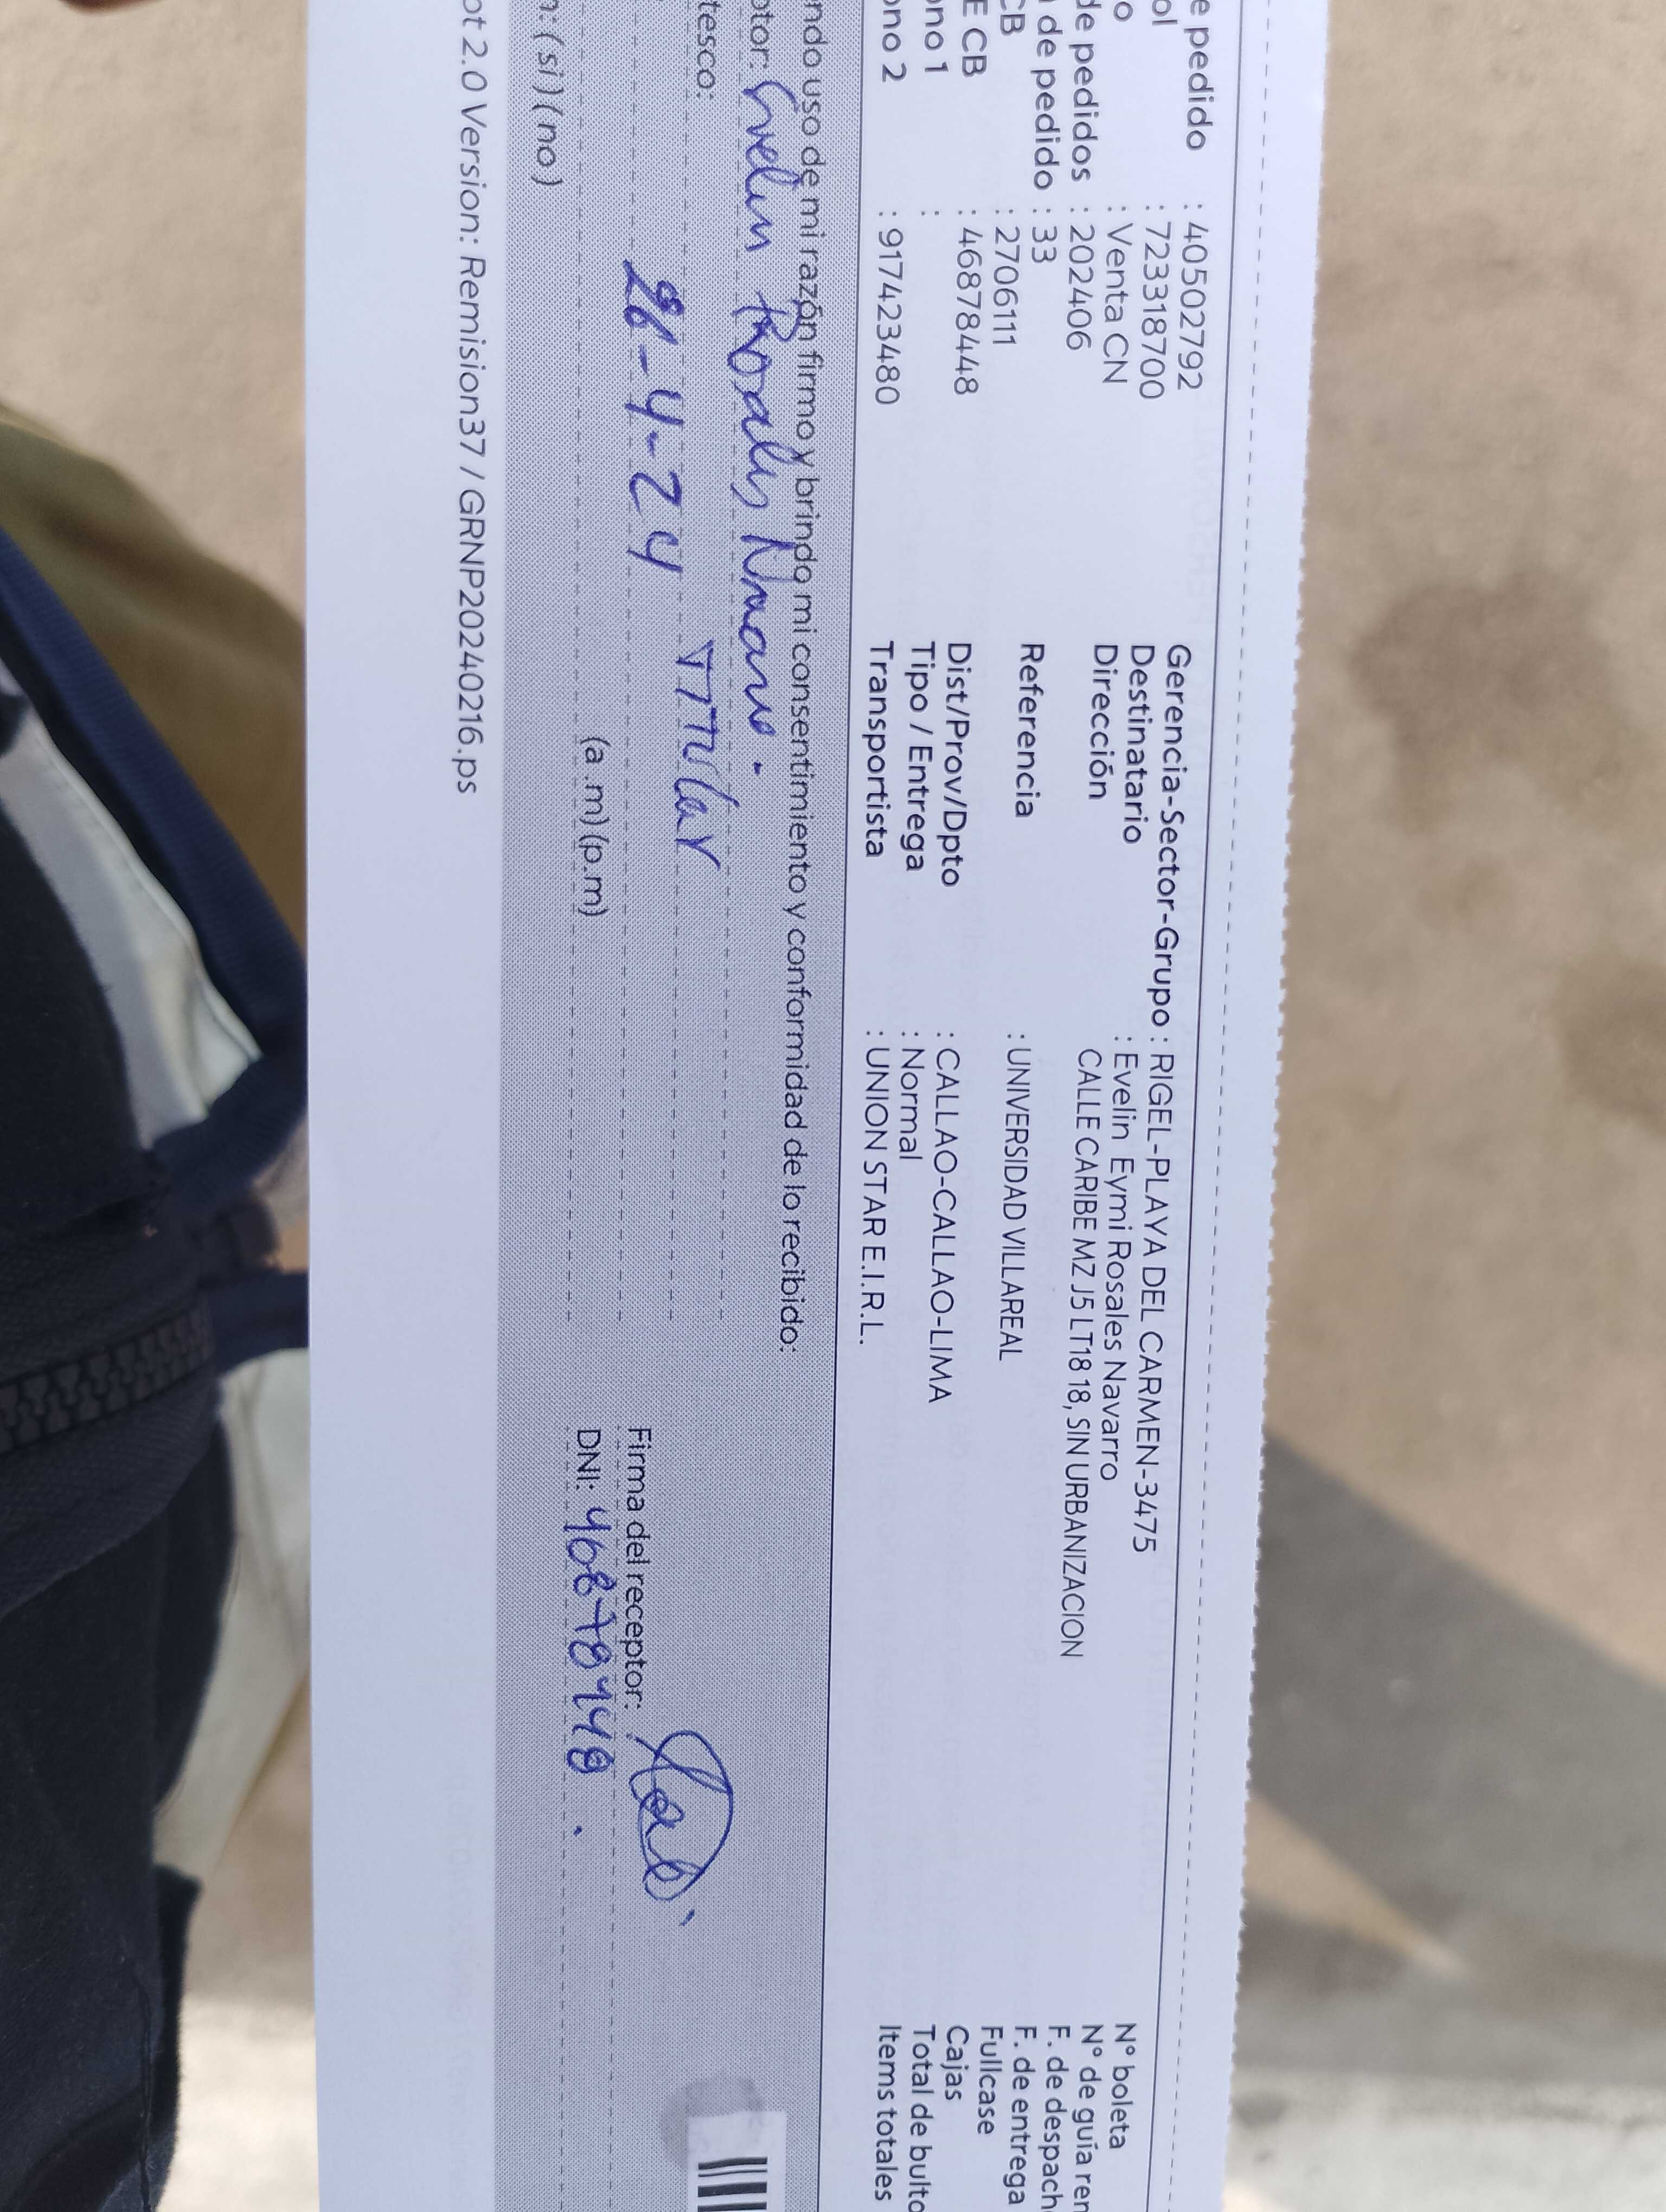 e pedido : 40502792
ol : 723318700
o : Venta CN
de pedidos : 202406
de pedido : 33
CB : 2706111
E CB : 46878448
ono 1 :
ono 2 : 917423480
Gerencia-Sector-Grupo : RIGEL-PLAYA DEL CARMEN-3475
Destinatario : Evelin Eymi Rosales Navarro
Dirección CALLE CARIBE MZ J5 LT18 18, SIN URBANIZACION
Referencia : UNIVERSIDAD VILLAREAL
Dist/Prov/Dpto : CALLAO-CALLAO-LIMA
Tipo / Entrega : Normal
Transportista : UNION STAR E.I.R.L.
N° boleta
N° de guía ren
F. de despach
F. de entrega
Fullcase
Cajas
Total de bulto
Items totales
ndo uso de mi razón firmo y brindo mi consentimiento y conformidad de lo recibido:
ptor: Evelin Rosales Navarro.
tesco: TITULAR
26-4-24
(a.m)(p.m)
n: (si)(no)
Firma del receptor:
DNI: 46878448.
ot 2.0 Version: Remision37 / GRNP20240216.ps